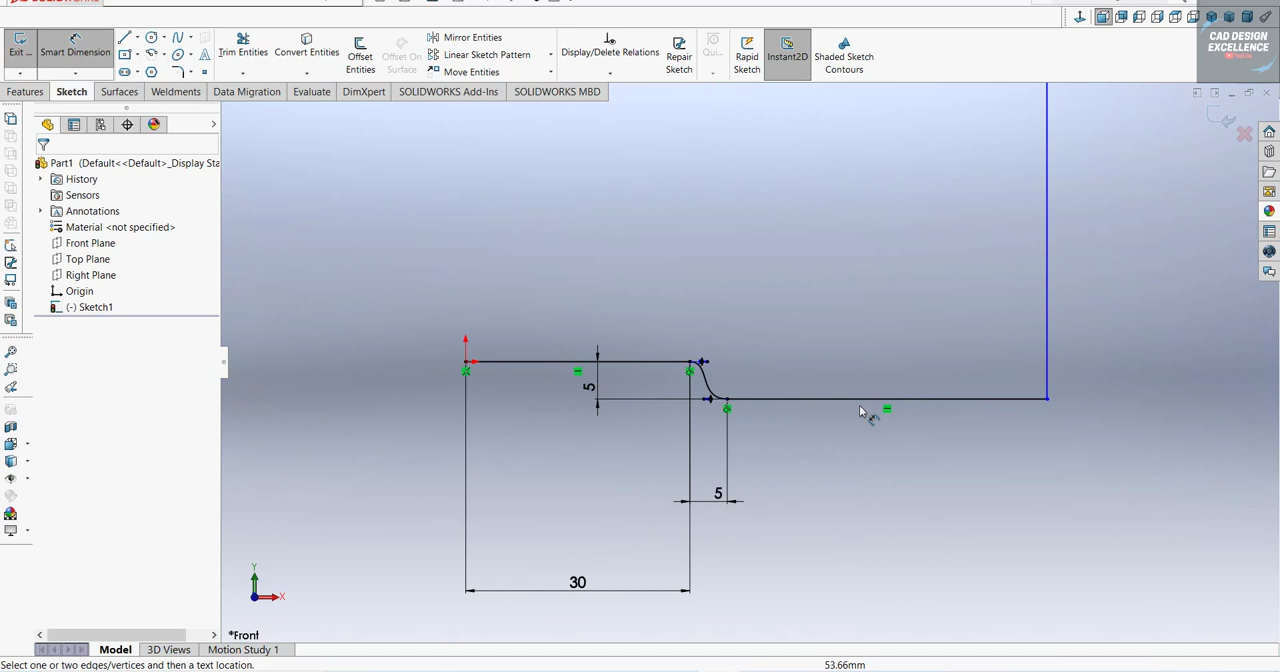 SOLIDWORKS
CAD DESIGN
EXCELLENCE
YouTube
Exit ...
Smart Dimension
Trim Entities
Convert Entities
Offset
Entities
Offset On
Surface
Mirror Entities
Linear Sketch Pattern
Move Entities
Display/Delete Relations
Repair
Sketch
Qui...
Rapid
Sketch
Instant2D
Shaded Sketch
Contours
Features
Sketch
Surfaces
Weldments
Data Migration
Evaluate
DimXpert
SOLIDWORKS Add-Ins
SOLIDWORKS MBD
Part1 (Default<<Default>_Display Sta
History
Sensors
Annotations
Material <not specified>
Front Plane
Top Plane
Right Plane
Origin
(-) Sketch1
5
5
30
Y
X
*Front
Model
3D Views
Motion Study 1
Select one or two edges/vertices and then a text location.
53.66mm